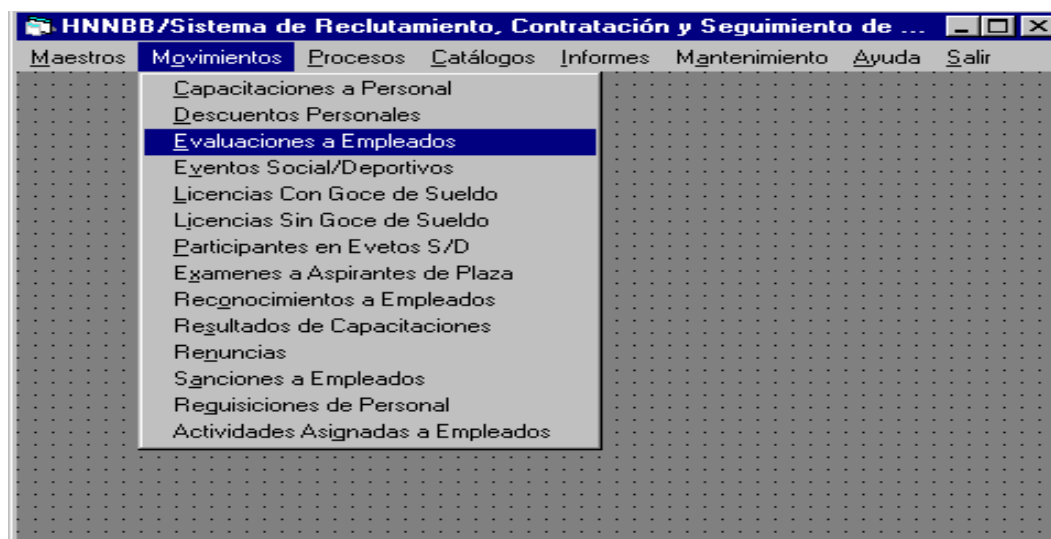 HNNBB/Sistema de Reclutamiento, Contratación y Seguimiento de ...
Maestros Movimientos Procesos Catálogos Informes Mantenimiento Ayuda Salir
Capacitaciones a Personal
Descuentos Personales
Evaluaciones a Empleados
Eventos Social/Deportivos
Licencias Con Goce de Sueldo
Licencias Sin Goce de Sueldo
Participantes en Evetos S/D
Examenes a Aspirantes de Plaza
Reconocimientos a Empleados
Resultados de Capacitaciones
Renuncias
Sanciones a Empleados
Requisiciones de Personal
Actividades Asignadas a Empleados